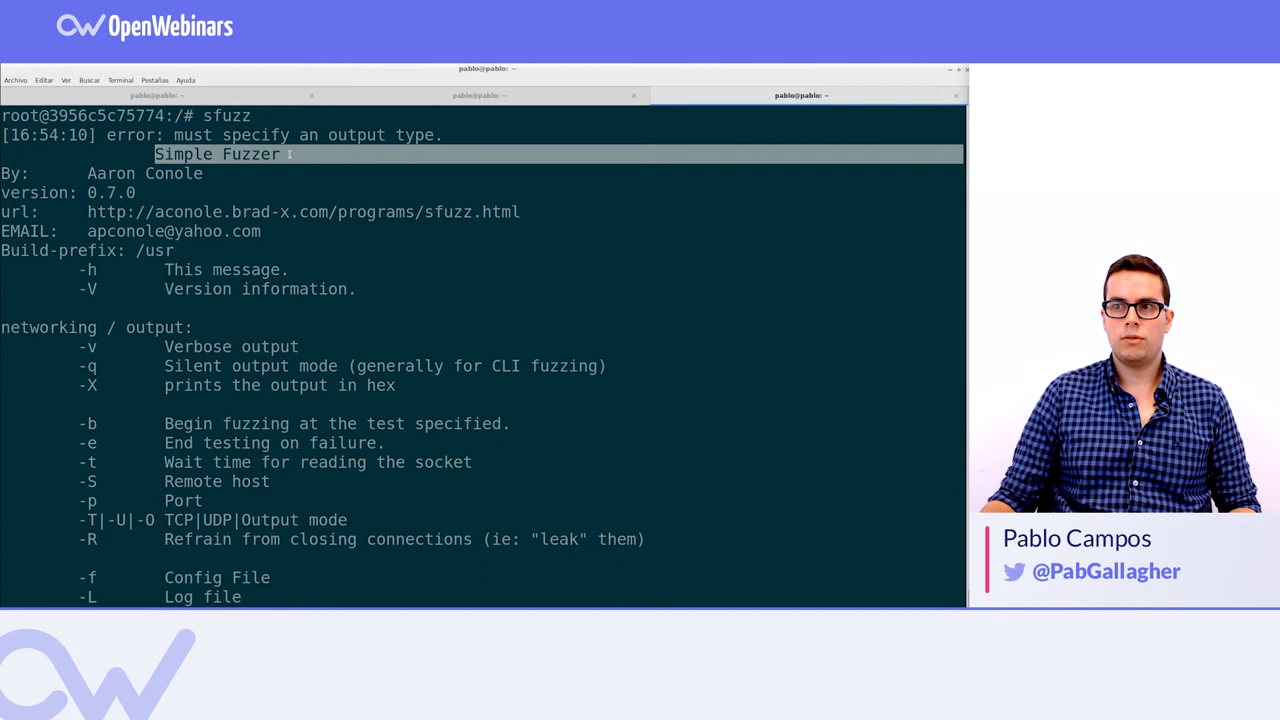 OpenWebinars
pablo@pablo: ~
Archivo Editar Ver Buscar Terminal Pestañas Ayuda
pablo@pablo: ~ × pablo@pablo: ~ × pablo@pablo: ~ ×
root@3956c5c75774:/# sfuzz
[16:54:10] error: must specify an output type.
Simple Fuzzer
By: Aaron Conole
version: 0.7.0
url: http://aconole.brad-x.com/programs/sfuzz.html
EMAIL: apconole@yahoo.com
Build-prefix: /usr
-h This message.
-V Version information.
networking / output:
-v Verbose output
-q Silent output mode (generally for CLI fuzzing)
-X prints the output in hex
-b Begin fuzzing at the test specified.
-e End testing on failure.
-t Wait time for reading the socket
-S Remote host
-p Port
-T|-U|-O TCP|UDP|Output mode
-R Refrain from closing connections (ie: "leak" them)
-f Config File
-L Log file
Pablo Campos
@PabGallagher